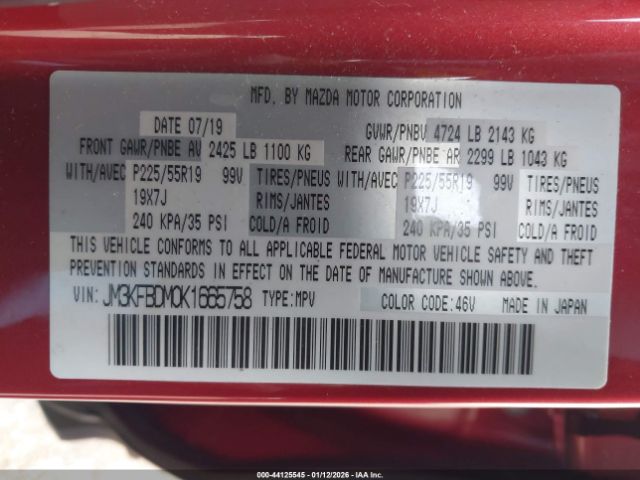 MFD. BY MAZDA MOTOR CORPORATION
DATE 07/19 GVWR/PNBV 4724 LB 2143 KG
FRONT GAWR/PNBE AV 2425 LB 1100 KG REAR GAWR/PNBE AR 2299 LB 1043 KG
WITH/AVEC P225/55R19 99V TIRES/PNEUS WITH/AVEC P225/55R19 99V TIRES/PNEUS
19X7J RIMS/JANTES 19X7J RIMS/JANTES
240 KPA/35 PSI COLD/A FROID 240 KPA/35 PSI COLD/A FROID
THIS VEHICLE CONFORMS TO ALL APPLICABLE FEDERAL MOTOR VEHICLE SAFETY AND THEFT
PREVENTION STANDARDS IN EFFECT ON THE DATE OF MANUFACTURE SHOWN ABOVE.
VIN: JM3KFBDM0K1665758 TYPE:MPV COLOR CODE:46V MADE IN JAPAN
000-44125545 - 01/12/2026 - IAA Inc.